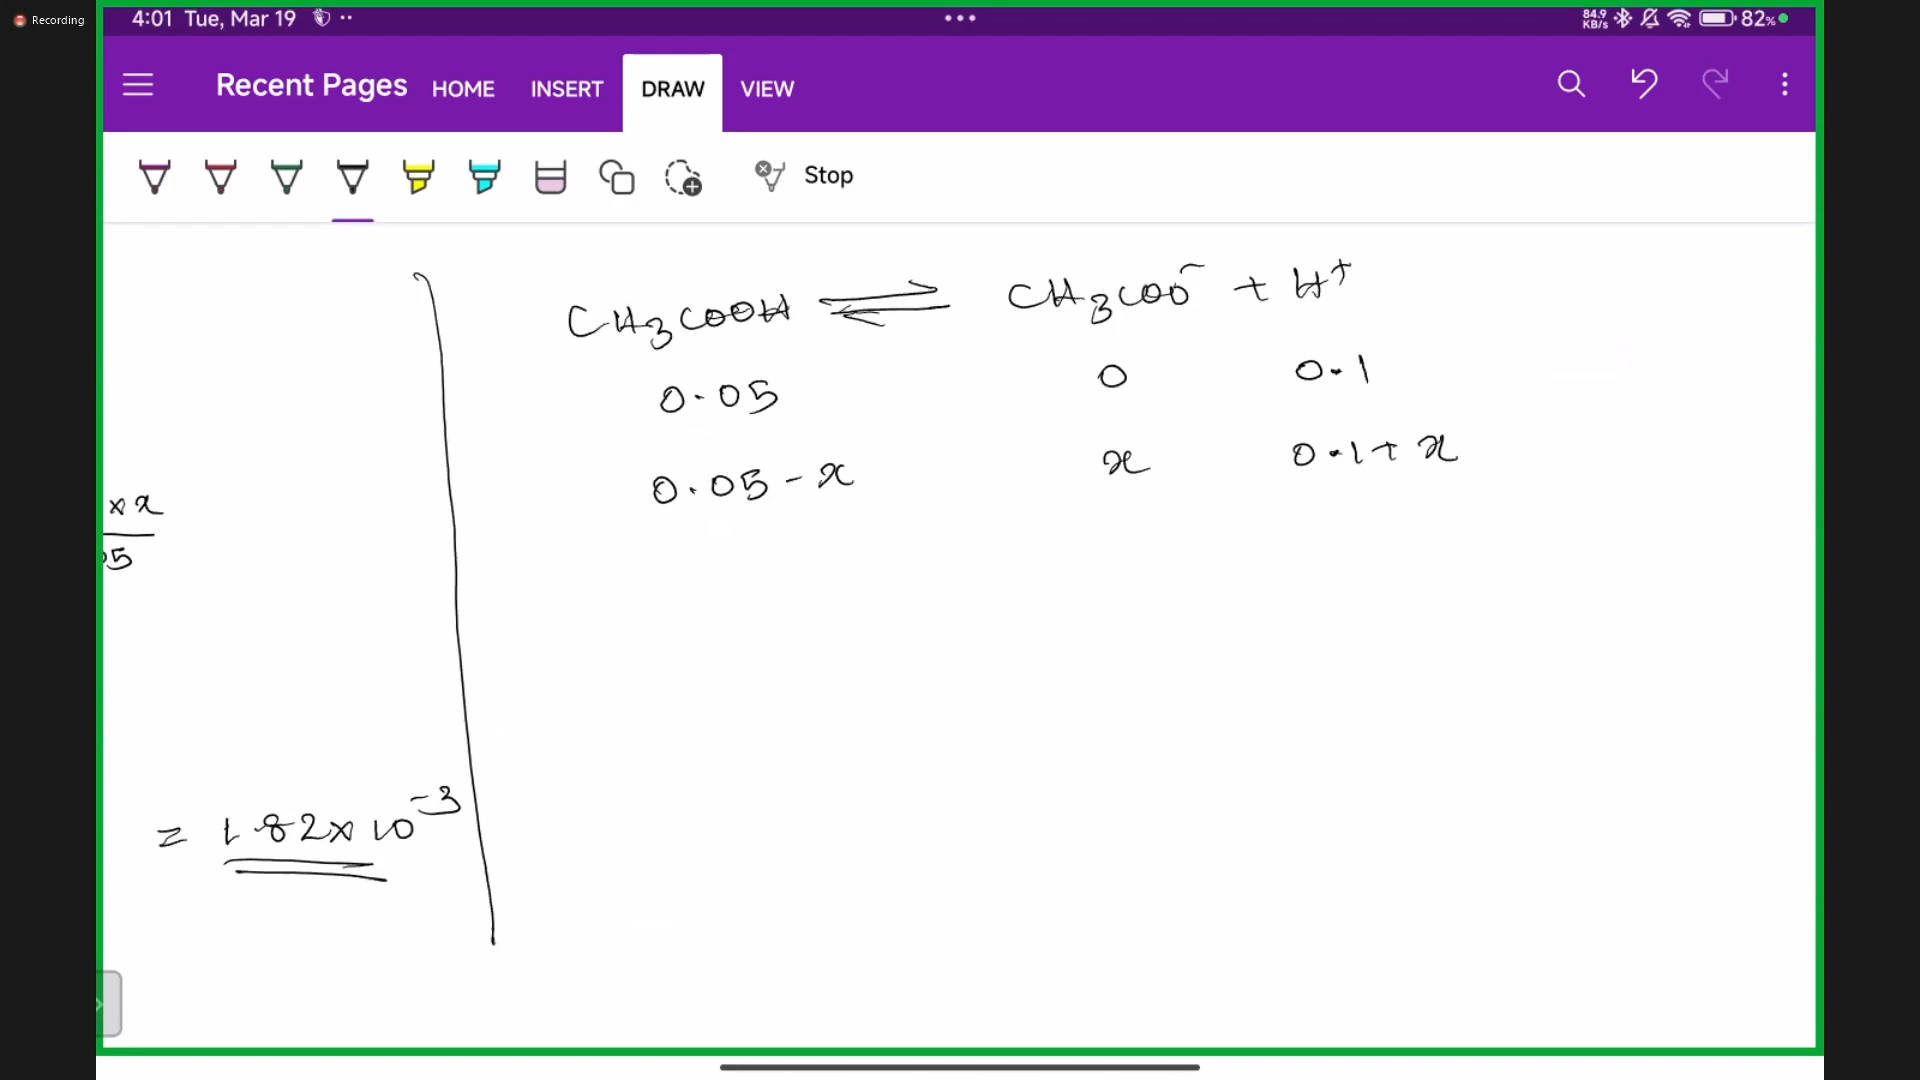 Recording
4:01 Tue, Mar 19
84.9 KB/s 82%
Recent Pages HOME INSERT DRAW VIEW
Stop
CH₃COOH ⇌ CH₃COO⁻ + H⁺
0.05 0 0.1
0.05 - x x 0.1 + x
× x
05
= 1.82 × 10⁻³